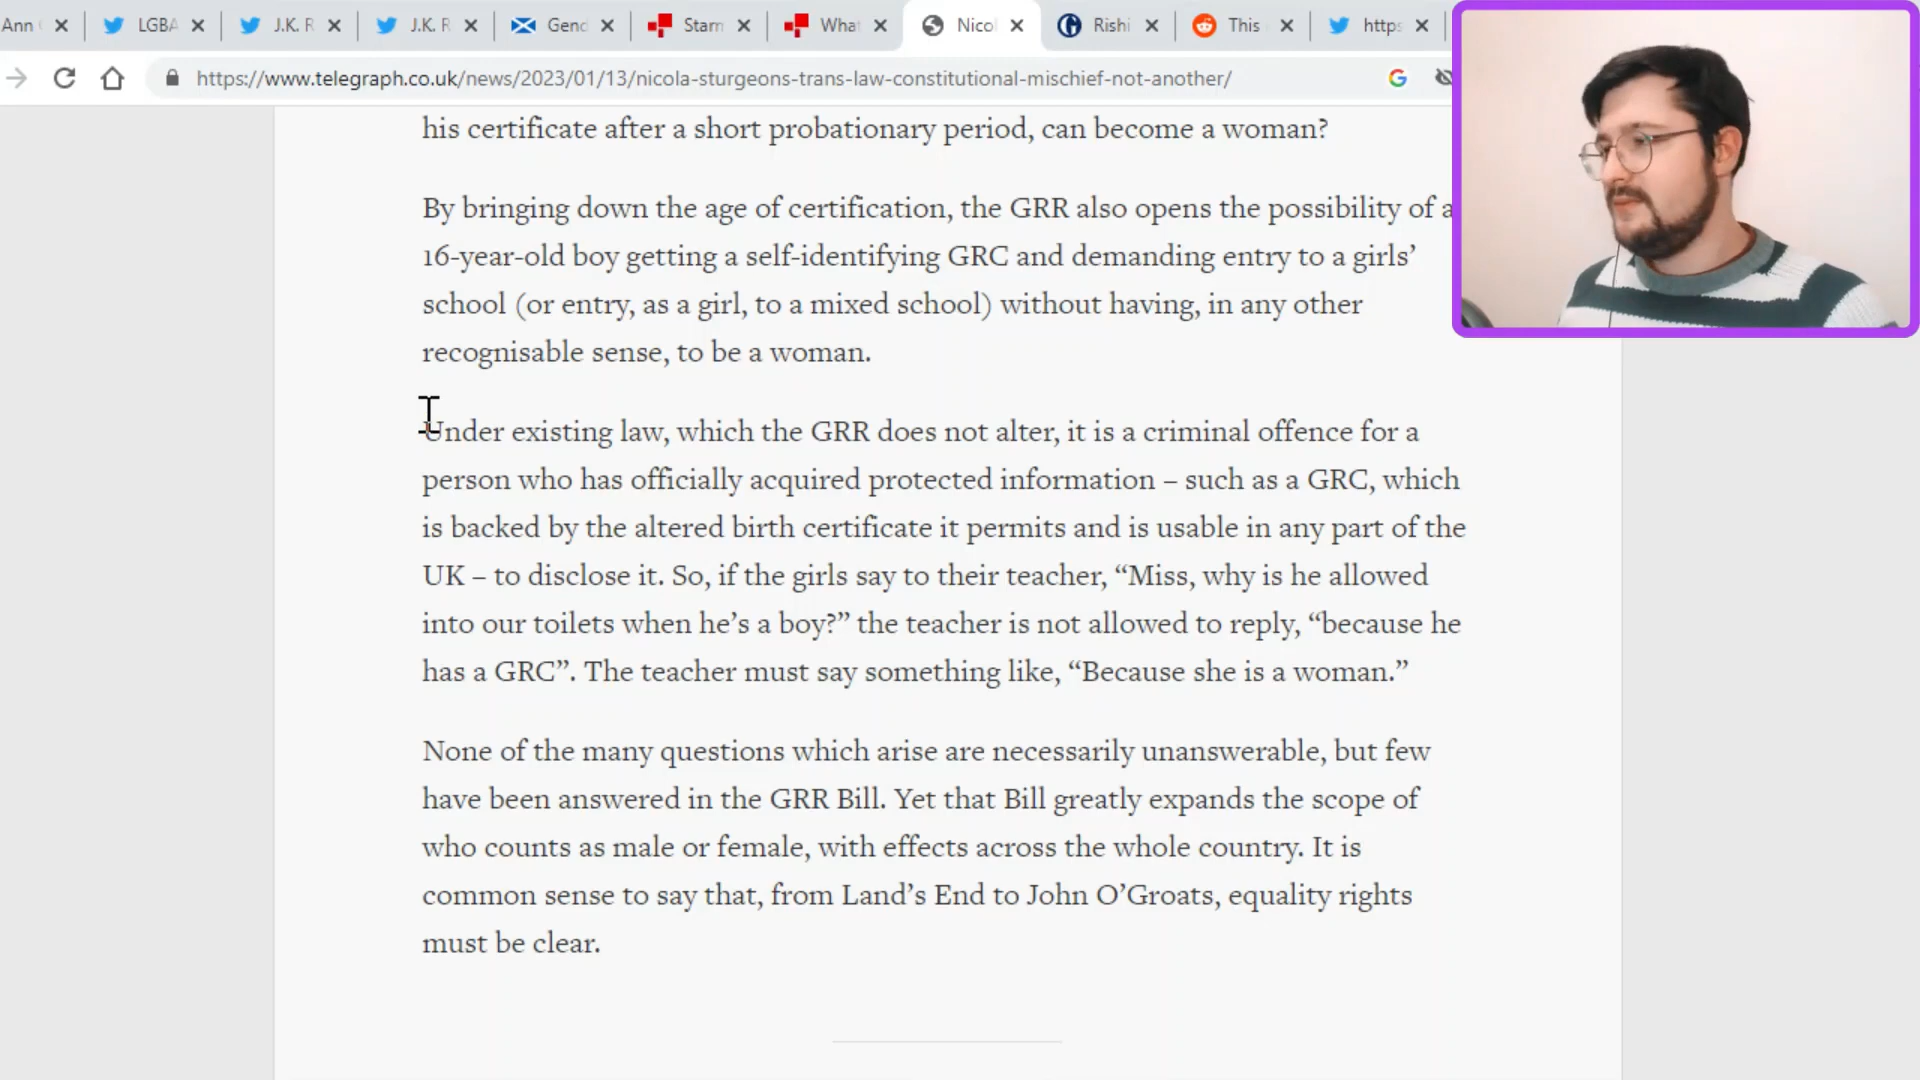 Ann
LGBA
J.K. R
J.K. R
Gend
Starm
What
Nicol
Rishi
This
https
https://www.telegraph.co.uk/news/2023/01/13/nicola-sturgeons-trans-law-constitutional-mischief-not-another/
his certificate after a short probationary period, can become a woman?
By bringing down the age of certification, the GRR also opens the possibility of a
16-year-old boy getting a self-identifying GRC and demanding entry to a girls’
school (or entry, as a girl, to a mixed school) without having, in any other
recognisable sense, to be a woman.
Under existing law, which the GRR does not alter, it is a criminal offence for a
person who has officially acquired protected information – such as a GRC, which
is backed by the altered birth certificate it permits and is usable in any part of the
UK – to disclose it. So, if the girls say to their teacher, “Miss, why is he allowed
into our toilets when he’s a boy?” the teacher is not allowed to reply, “because he
has a GRC”. The teacher must say something like, “Because she is a woman.”
None of the many questions which arise are necessarily unanswerable, but few
have been answered in the GRR Bill. Yet that Bill greatly expands the scope of
who counts as male or female, with effects across the whole country. It is
common sense to say that, from Land’s End to John O’Groats, equality rights
must be clear.